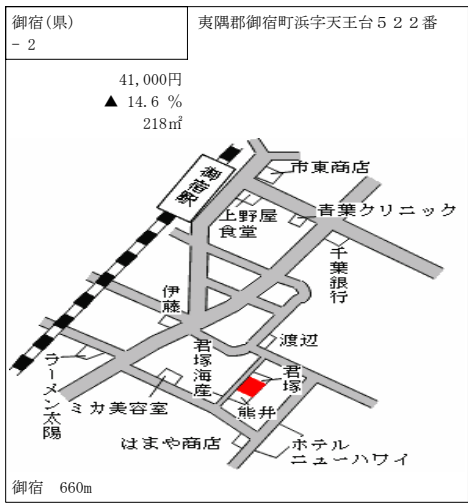 御宿(県)
- 2
夷隅郡御宿町浜字天王台５２２番
41,000円
▲ 14.6 %
218㎡
御宿駅
市東商店
上野屋
食堂
青葉クリニック
千葉銀行
伊藤
君塚
海産
渡辺
君塚
熊井
ラーメン太陽
ミカ美容室
はまや商店
ホテル
ニューハワイ
御宿 660m